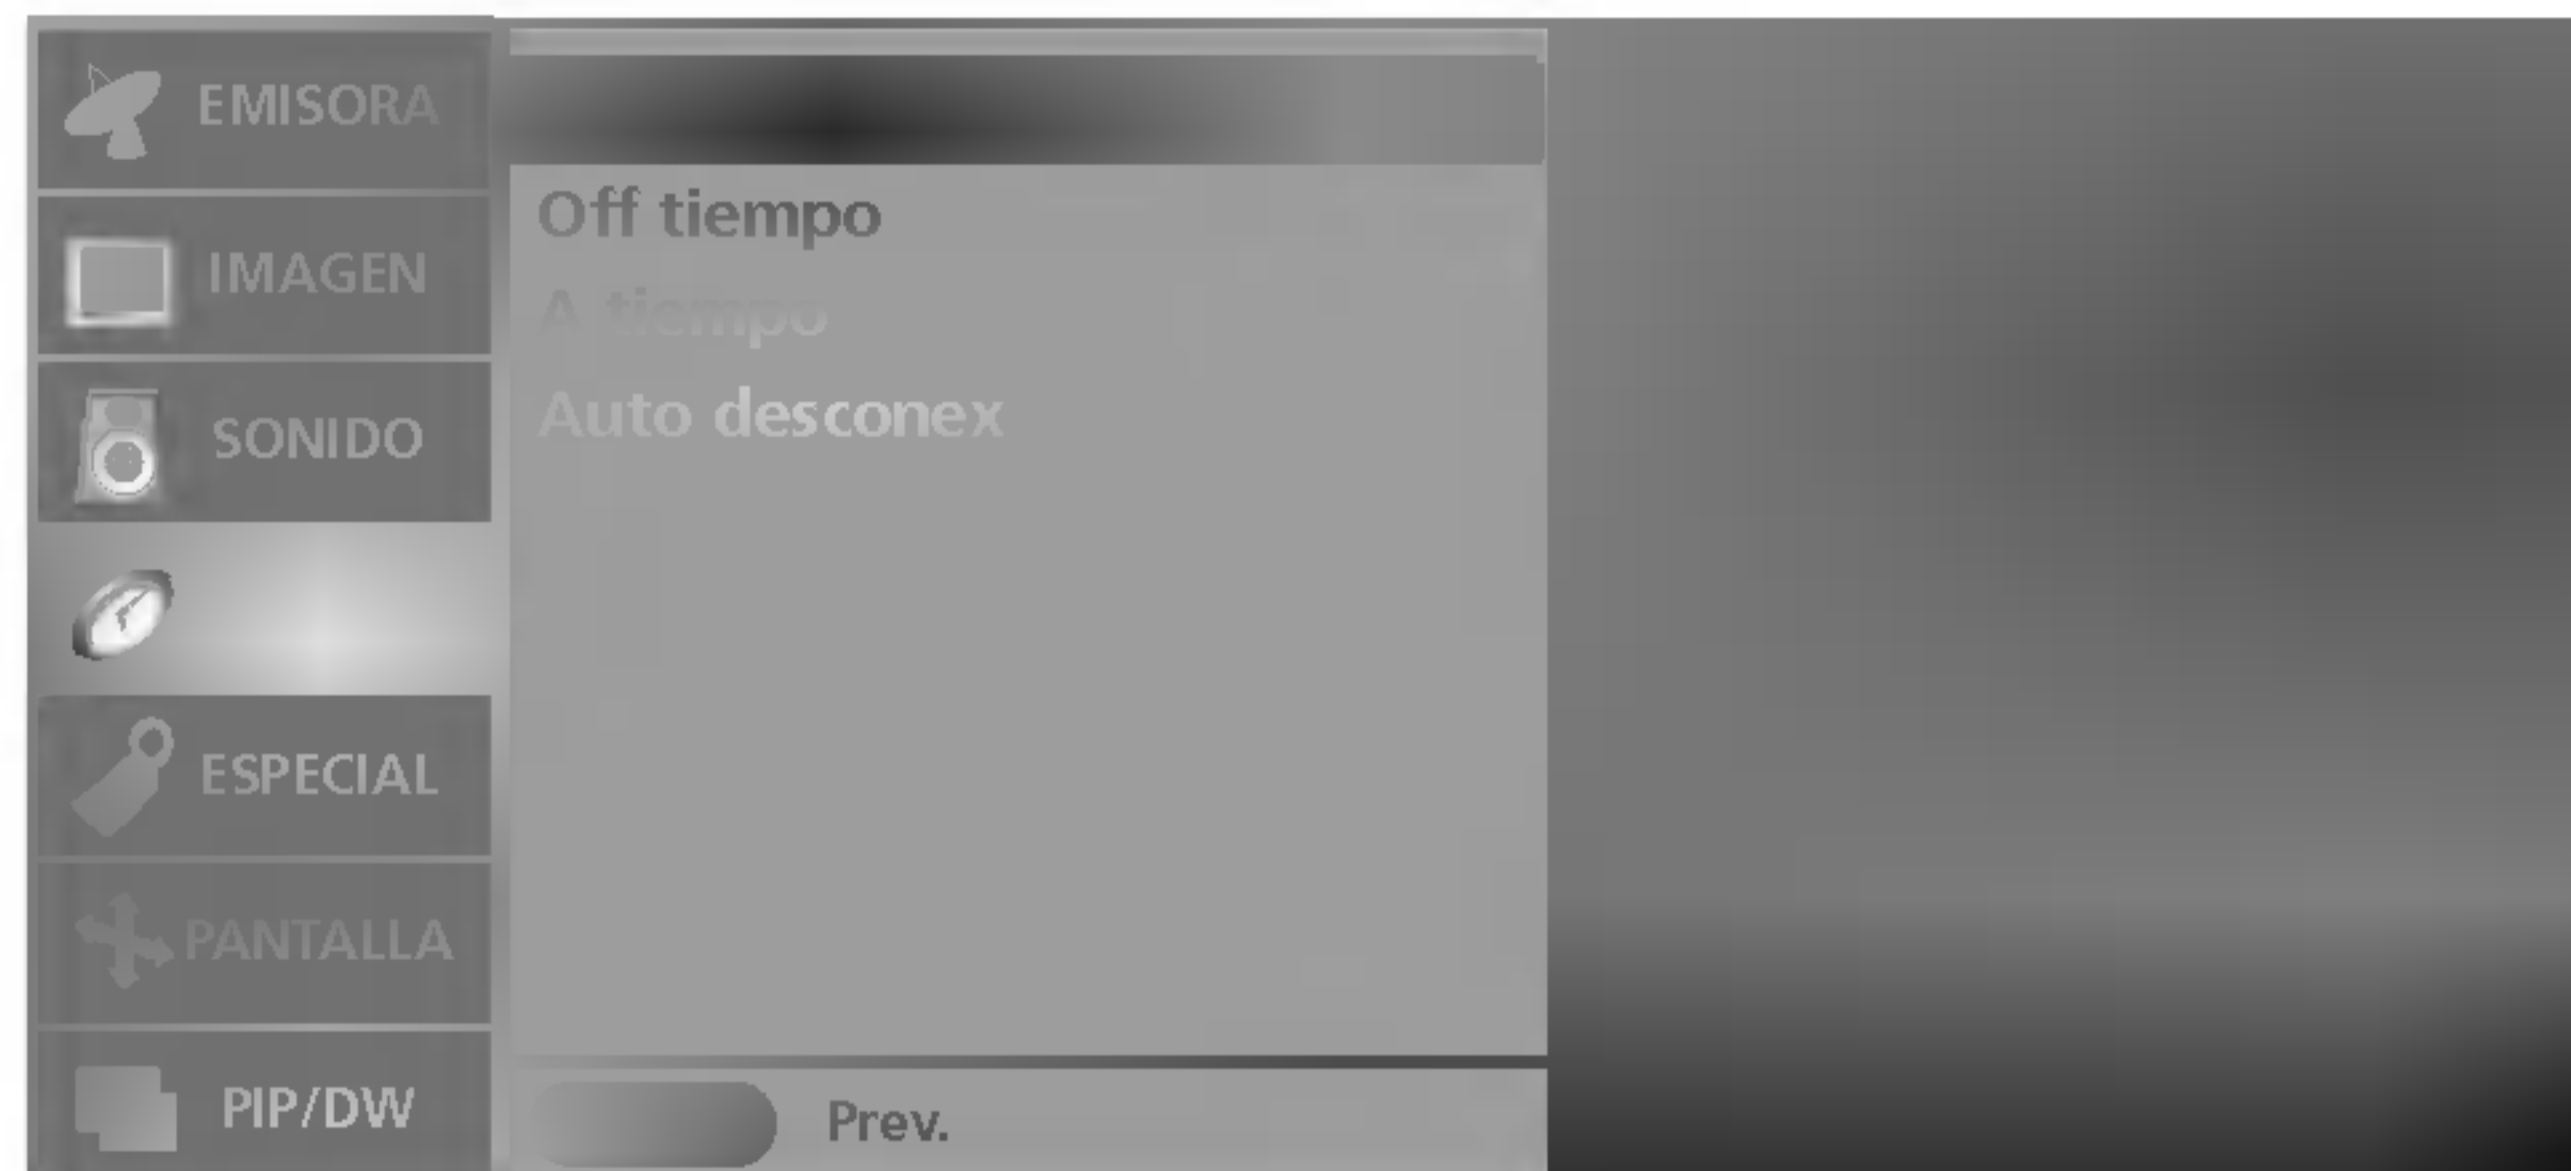 EMISORA
IMAGEN
SONIDO
ESPECIAL
PANTALLA
PIP/DW
Off tiempo
A tiempo
Auto desconex
Prev.